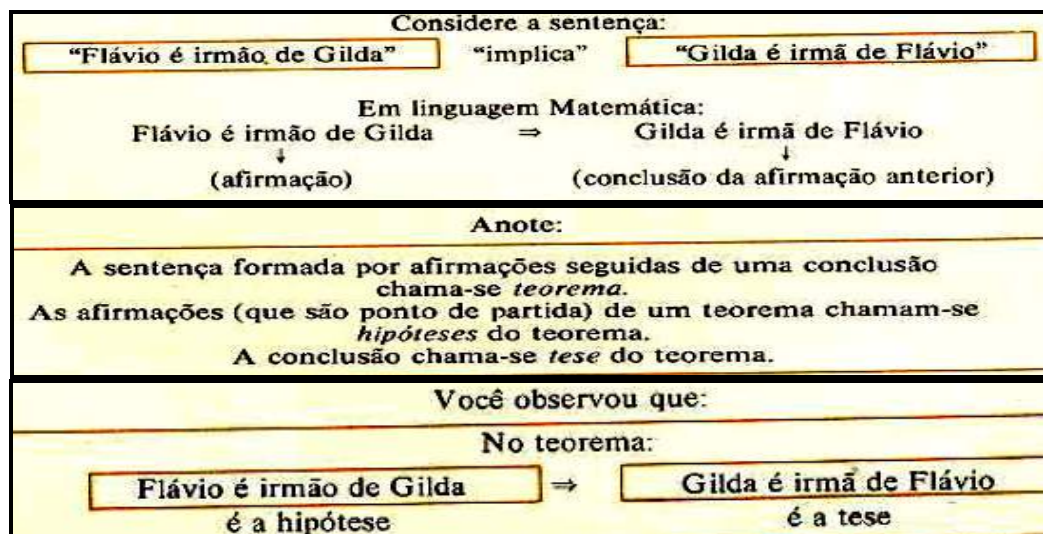 Considere a sentença:
“Flávio é irmão de Gilda” “implica” “Gilda é irmã de Flávio”
Em linguagem Matemática:
Flávio é irmão de Gilda ⇒ Gilda é irmã de Flávio
↓ ↓
(afirmação) (conclusão da afirmação anterior)
Anote:
A sentença formada por afirmações seguidas de uma conclusão
chama-se teorema.
As afirmações (que são ponto de partida) de um teorema chamam-se
hipóteses do teorema.
A conclusão chama-se tese do teorema.
Você observou que:
No teorema:
Flávio é irmão de Gilda ⇒ Gilda é irmã de Flávio
é a hipótese é a tese